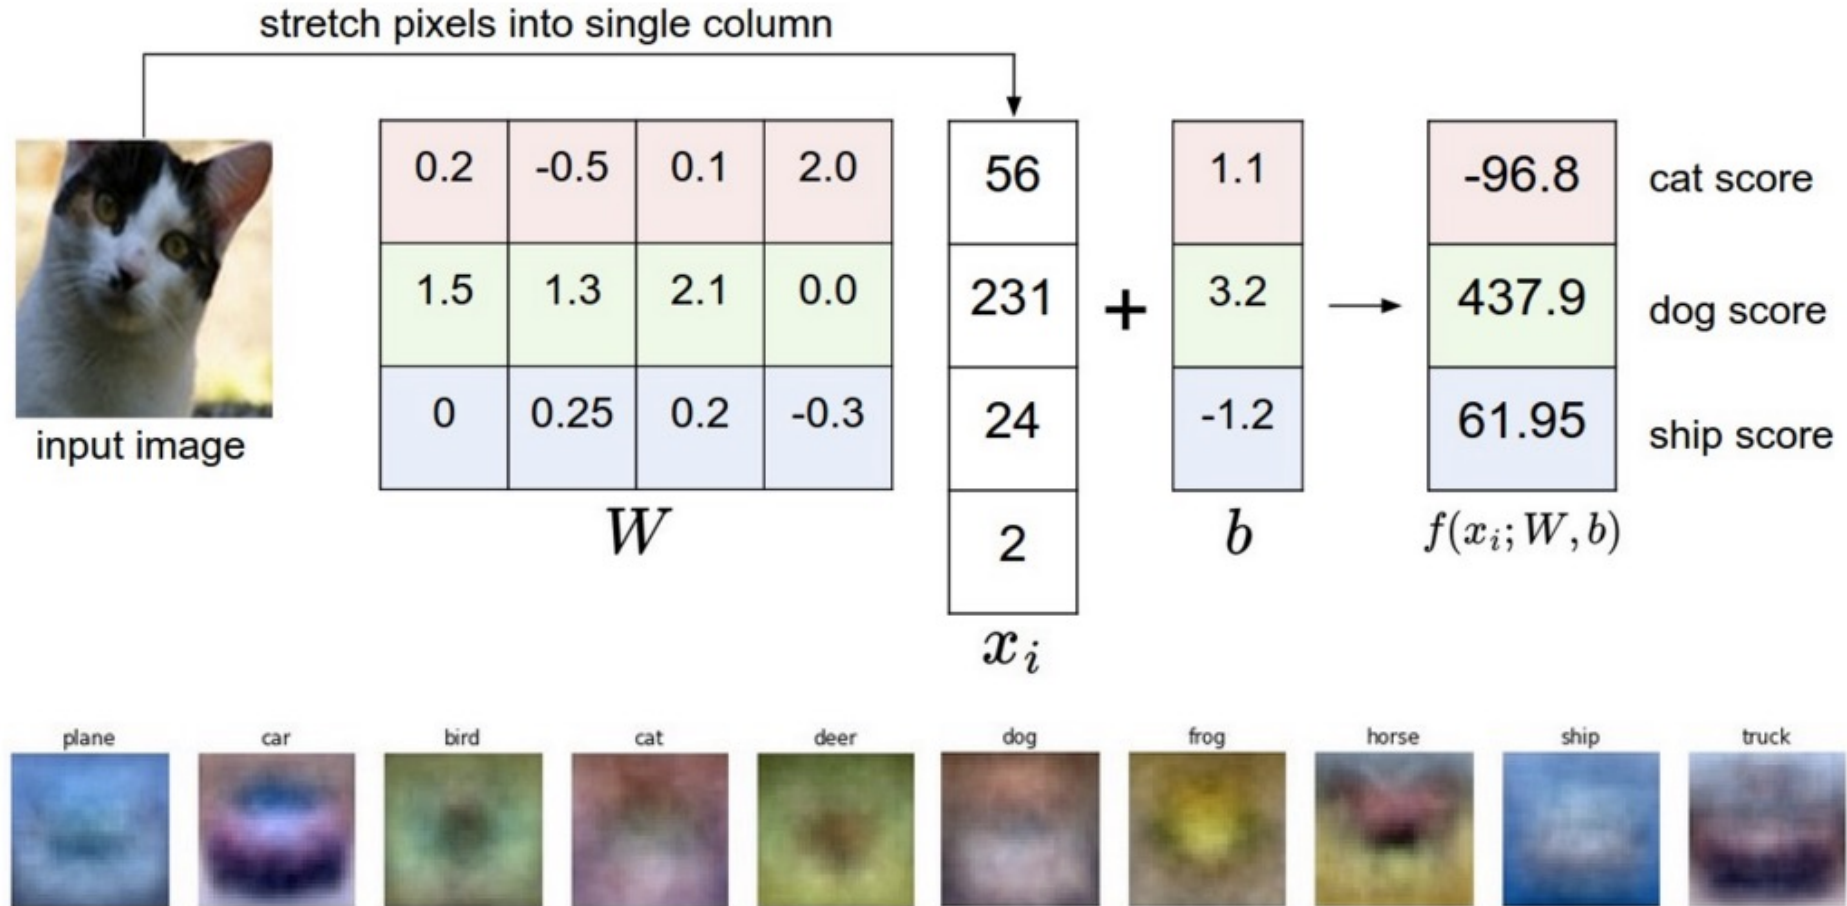 stretch pixels into single column
0.2 -0.5 0.1 2.0 56 1.1 -96.8 cat score
1.5 1.3 2.1 0.0 231 + 3.2 → 437.9 dog score
0 0.25 0.2 -0.3 24 -1.2 61.95 ship score
input image
W 2 b f(x_i; W, b)
x_i
plane car bird cat deer dog frog horse ship truck